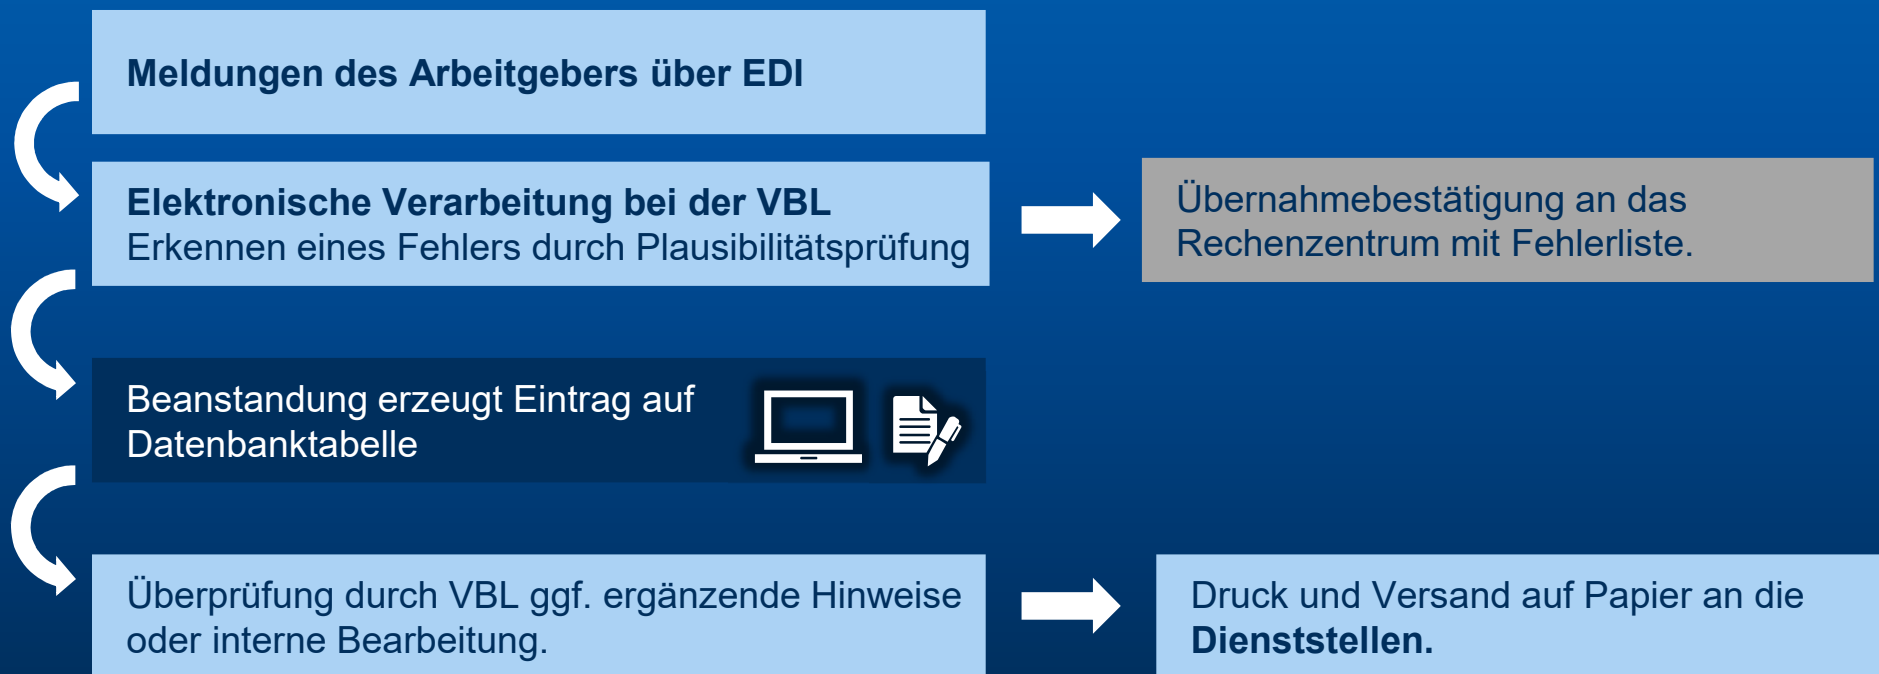 Meldungen des Arbeitgebers über EDI
Elektronische Verarbeitung bei der VBL
Erkennen eines Fehlers durch Plausibilitätsprüfung
Übernahmebestätigung an das
Rechenzentrum mit Fehlerliste.
Beanstandung erzeugt Eintrag auf
Datenbanktabelle
Überprüfung durch VBL ggf. ergänzende Hinweise
oder interne Bearbeitung.
Druck und Versand auf Papier an die
Dienststellen.